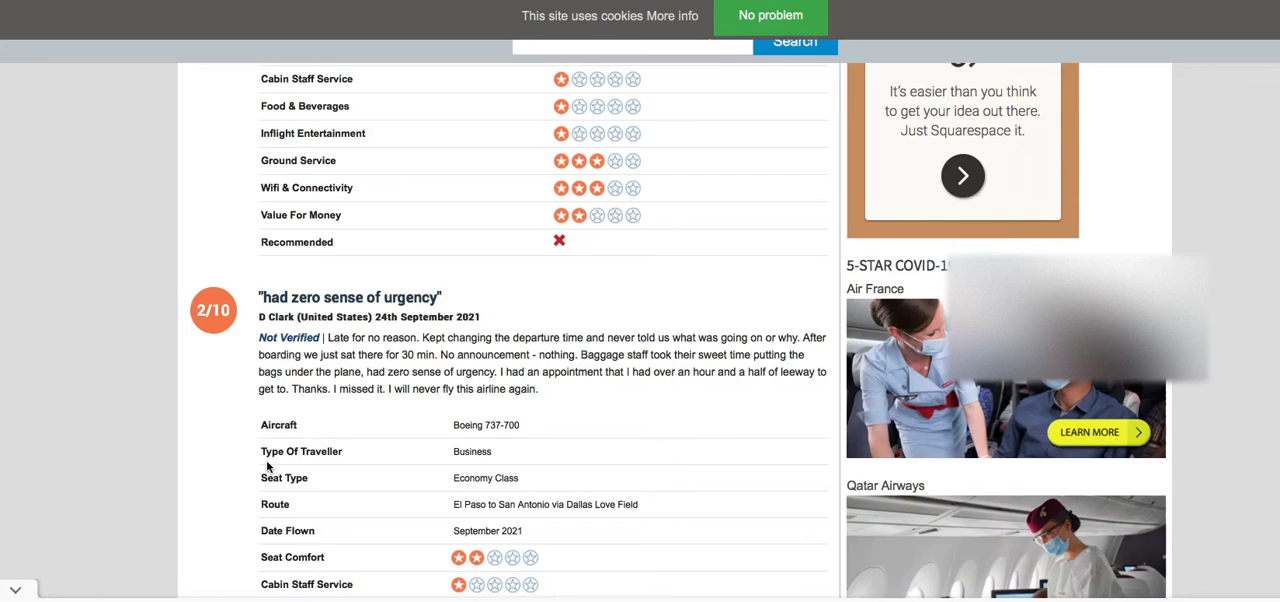 This site uses cookies More info
No problem
Search
Cabin Staff Service
Food & Beverages
Inflight Entertainment
Ground Service
Wifi & Connectivity
Value For Money
Recommended
2/10
"had zero sense of urgency"
D Clark (United States) 24th September 2021
Not Verified | Late for no reason. Kept changing the departure time and never told us what was going on or why. After
boarding we just sat there for 30 min. No announcement - nothing. Baggage staff took their sweet time putting the
bags under the plane, had zero sense of urgency. I had an appointment that I had over an hour and a half of leeway to
get to. Thanks. I missed it. I will never fly this airline again.
Aircraft Boeing 737-700
Type Of Traveller Business
Seat Type Economy Class
Route El Paso to San Antonio via Dallas Love Field
Date Flown September 2021
Seat Comfort
Cabin Staff Service
It's easier than you think
to get your idea out there.
Just Squarespace it.
5-STAR COVID-19
Air France
LEARN MORE
Qatar Airways